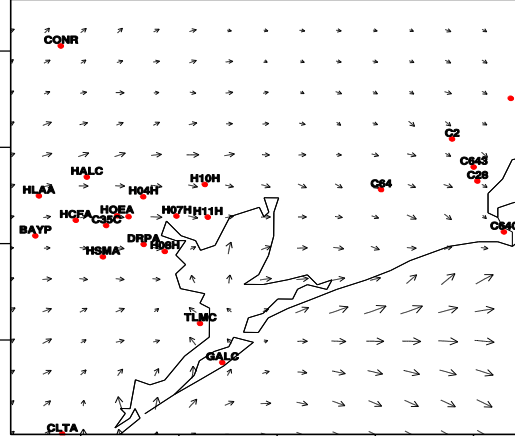 CONR
C2
C643
HALC
H10H
C28
HLAA
H04H
C64
HCFA
HOEA
H07H
H11H
C35C
BAYP
DRPA
H08H
HSMA
TLMC
GALC
CLTA